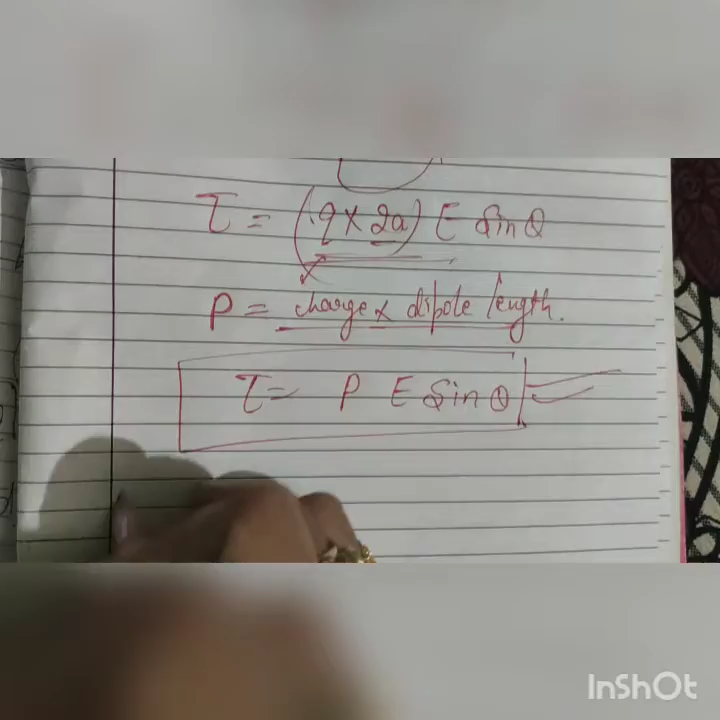 τ = (q × 2a) E Sin θ
P = charge × dipole length.
τ = P E Sin θ
InShOt